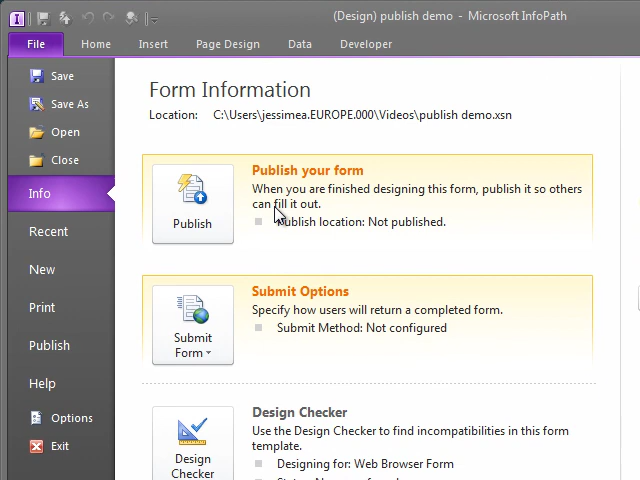 (Design) publish demo - Microsoft InfoPath
File Home Insert Page Design Data Developer
Save
Save As
Open
Close
Info
Recent
New
Print
Publish
Help
Options
Exit
Form Information
Location: C:\Users\jessimea.EUROPE.000\Videos\publish demo.xsn
Publish
Publish your form
When you are finished designing this form, publish it so others
can fill it out.
Publish location: Not published.
Submit
Form
Submit Options
Specify how users will return a completed form.
Submit Method: Not configured
Design
Checker
Design Checker
Use the Design Checker to find incompatibilities in this form
template.
Designing for: Web Browser Form